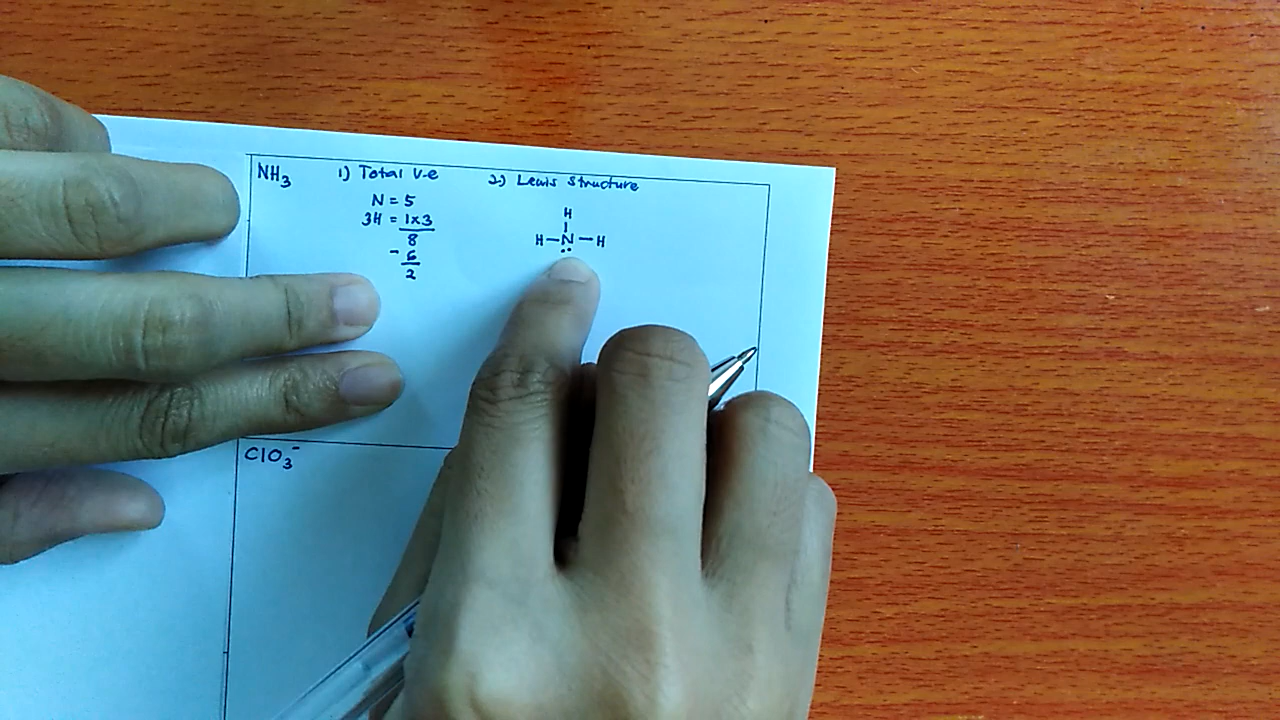 NH3 1) Total V.e 2) Lewis Structure
N = 5
3H = 1x3
8
- 6
2
H
H-N-H
ClO3-